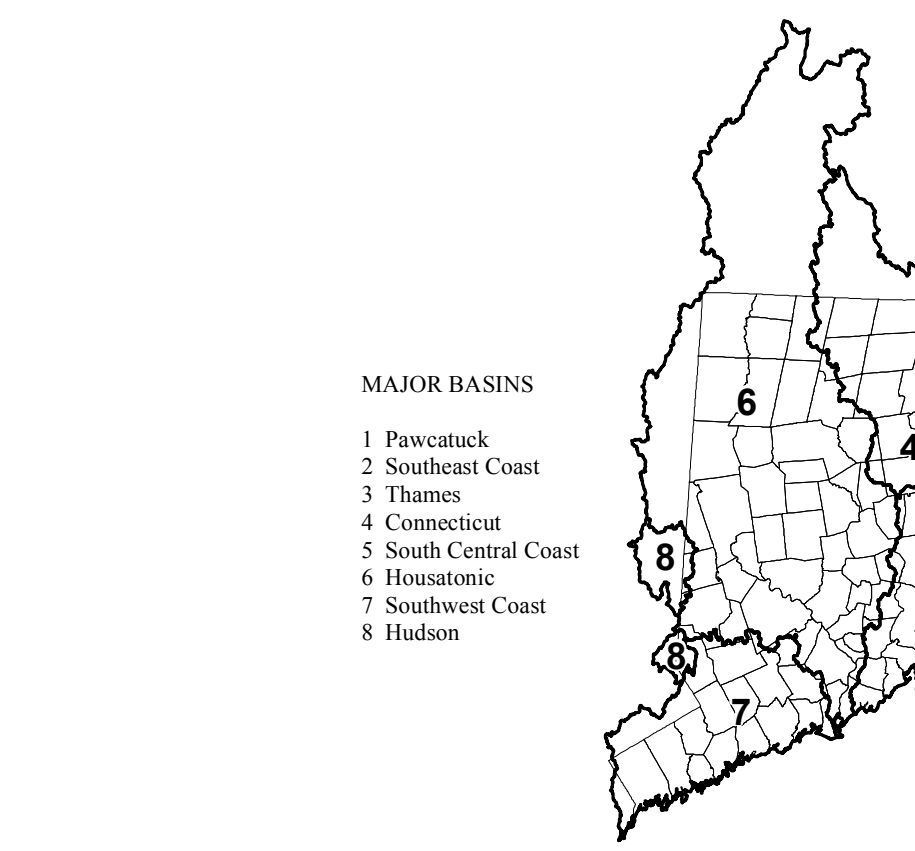 MAJOR BASINS
1 Pawcatuck
2 Southeast Coast
3 Thames
4 Connecticut
5 South Central Coast
6 Housatonic
7 Southwest Coast
8 Hudson
6
4
8
8
7